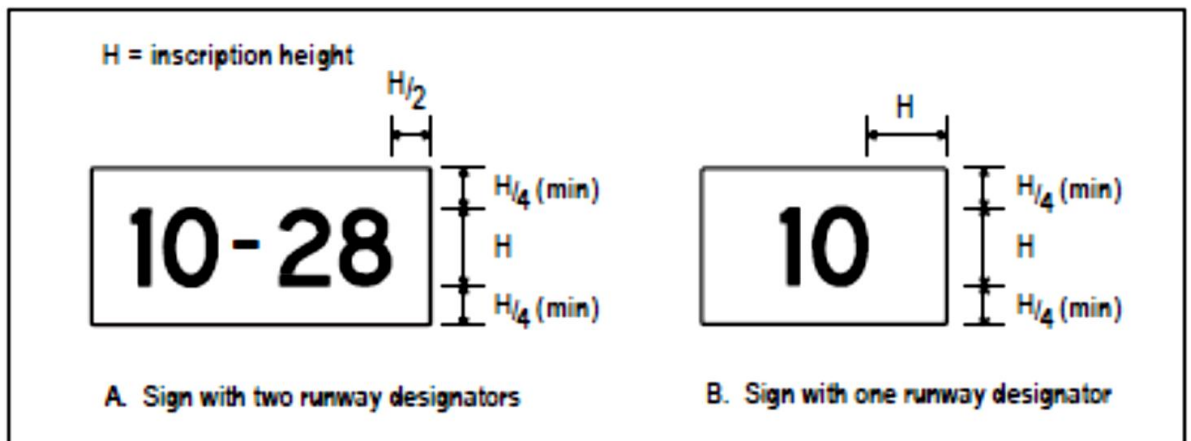 H = inscription height
H/2
H
10-28
H/4 (min)
H
H/4 (min)
10
H/4 (min)
H
H/4 (min)
A. Sign with two runway designators
B. Sign with one runway designator